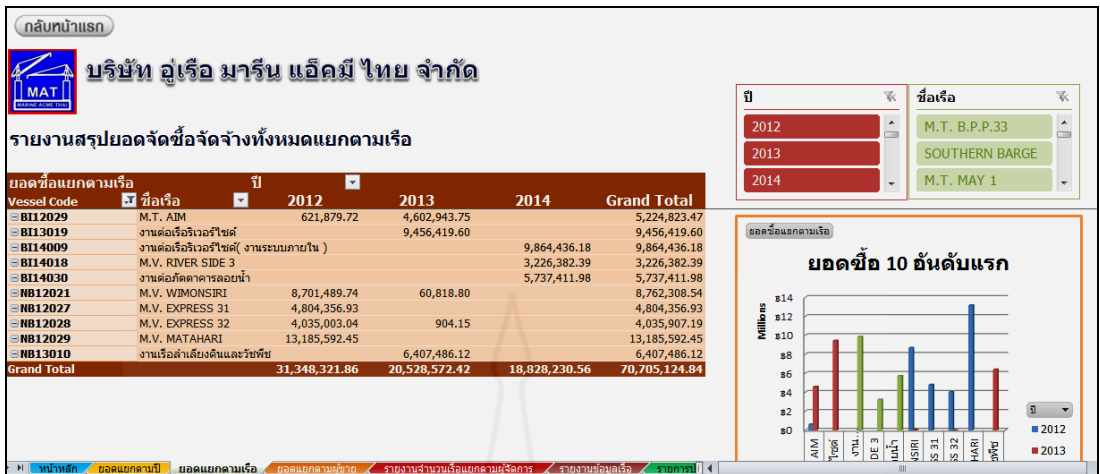 กลับหน้าแรก
MAT
MARINE ACME THAI
บริษัท อู่เรือ มารีน แอ็คมี ไทย จำกัด
รายงานสรุปยอดจัดซื้อจัดจ้างทั้งหมดแยกตามเรือ
ปี
2012
2013
2014
ชื่อเรือ
M.T. B.P.P.33
SOUTHERN BARGE
M.T. MAY 1
ยอดซื้อแยกตามเรือ ปี
Vessel Code ชื่อเรือ 2012 2013 2014 Grand Total
BI12029 M.T. AIM 621,879.72 4,602,943.75 5,224,823.47
BI13019 งานต่อเรือริเวอร์ไซด์ 9,456,419.60 9,456,419.60
BI14009 งานต่อเรือริเวอร์ไซด์( งานระบบภายใน ) 9,864,436.18 9,864,436.18
BI14018 M.V. RIVER SIDE 3 3,226,382.39 3,226,382.39
BI14030 งานต่อภัตตาคารลอยน้ำ 5,737,411.98 5,737,411.98
NB12021 M.V. WIMONSIRI 8,701,489.74 60,818.80 8,762,308.54
NB12027 M.V. EXPRESS 31 4,804,356.93 4,804,356.93
NB12028 M.V. EXPRESS 32 4,035,003.04 904.15 4,035,907.19
NB12029 M.V. MATAHARI 13,185,592.45 13,185,592.45
NB13010 งานเรือลำเลียงดินและวัชพืช 6,407,486.12 6,407,486.12
Grand Total 31,348,321.86 20,528,572.42 18,828,230.56 70,705,124.84
ยอดซื้อแยกตามเรือ
ยอดซื้อ 10 อันดับแรก
Millions
฿14
฿12
฿10
฿8
฿6
฿4
฿2
฿0
AIM
ไซด์
งาน..
DE 3
นน้ำ
NSIRI
SS 31
SS 32
HARI
ชพืช
ปี
2012
2013
หน้าหลัก ยอดแยกตามปี ยอดแยกตามเรือ ยอดแยกตามผู้ขาย รายงานจำนวนเรือแยกตามผู้จัดการ รายงานข้อมูลเรือ